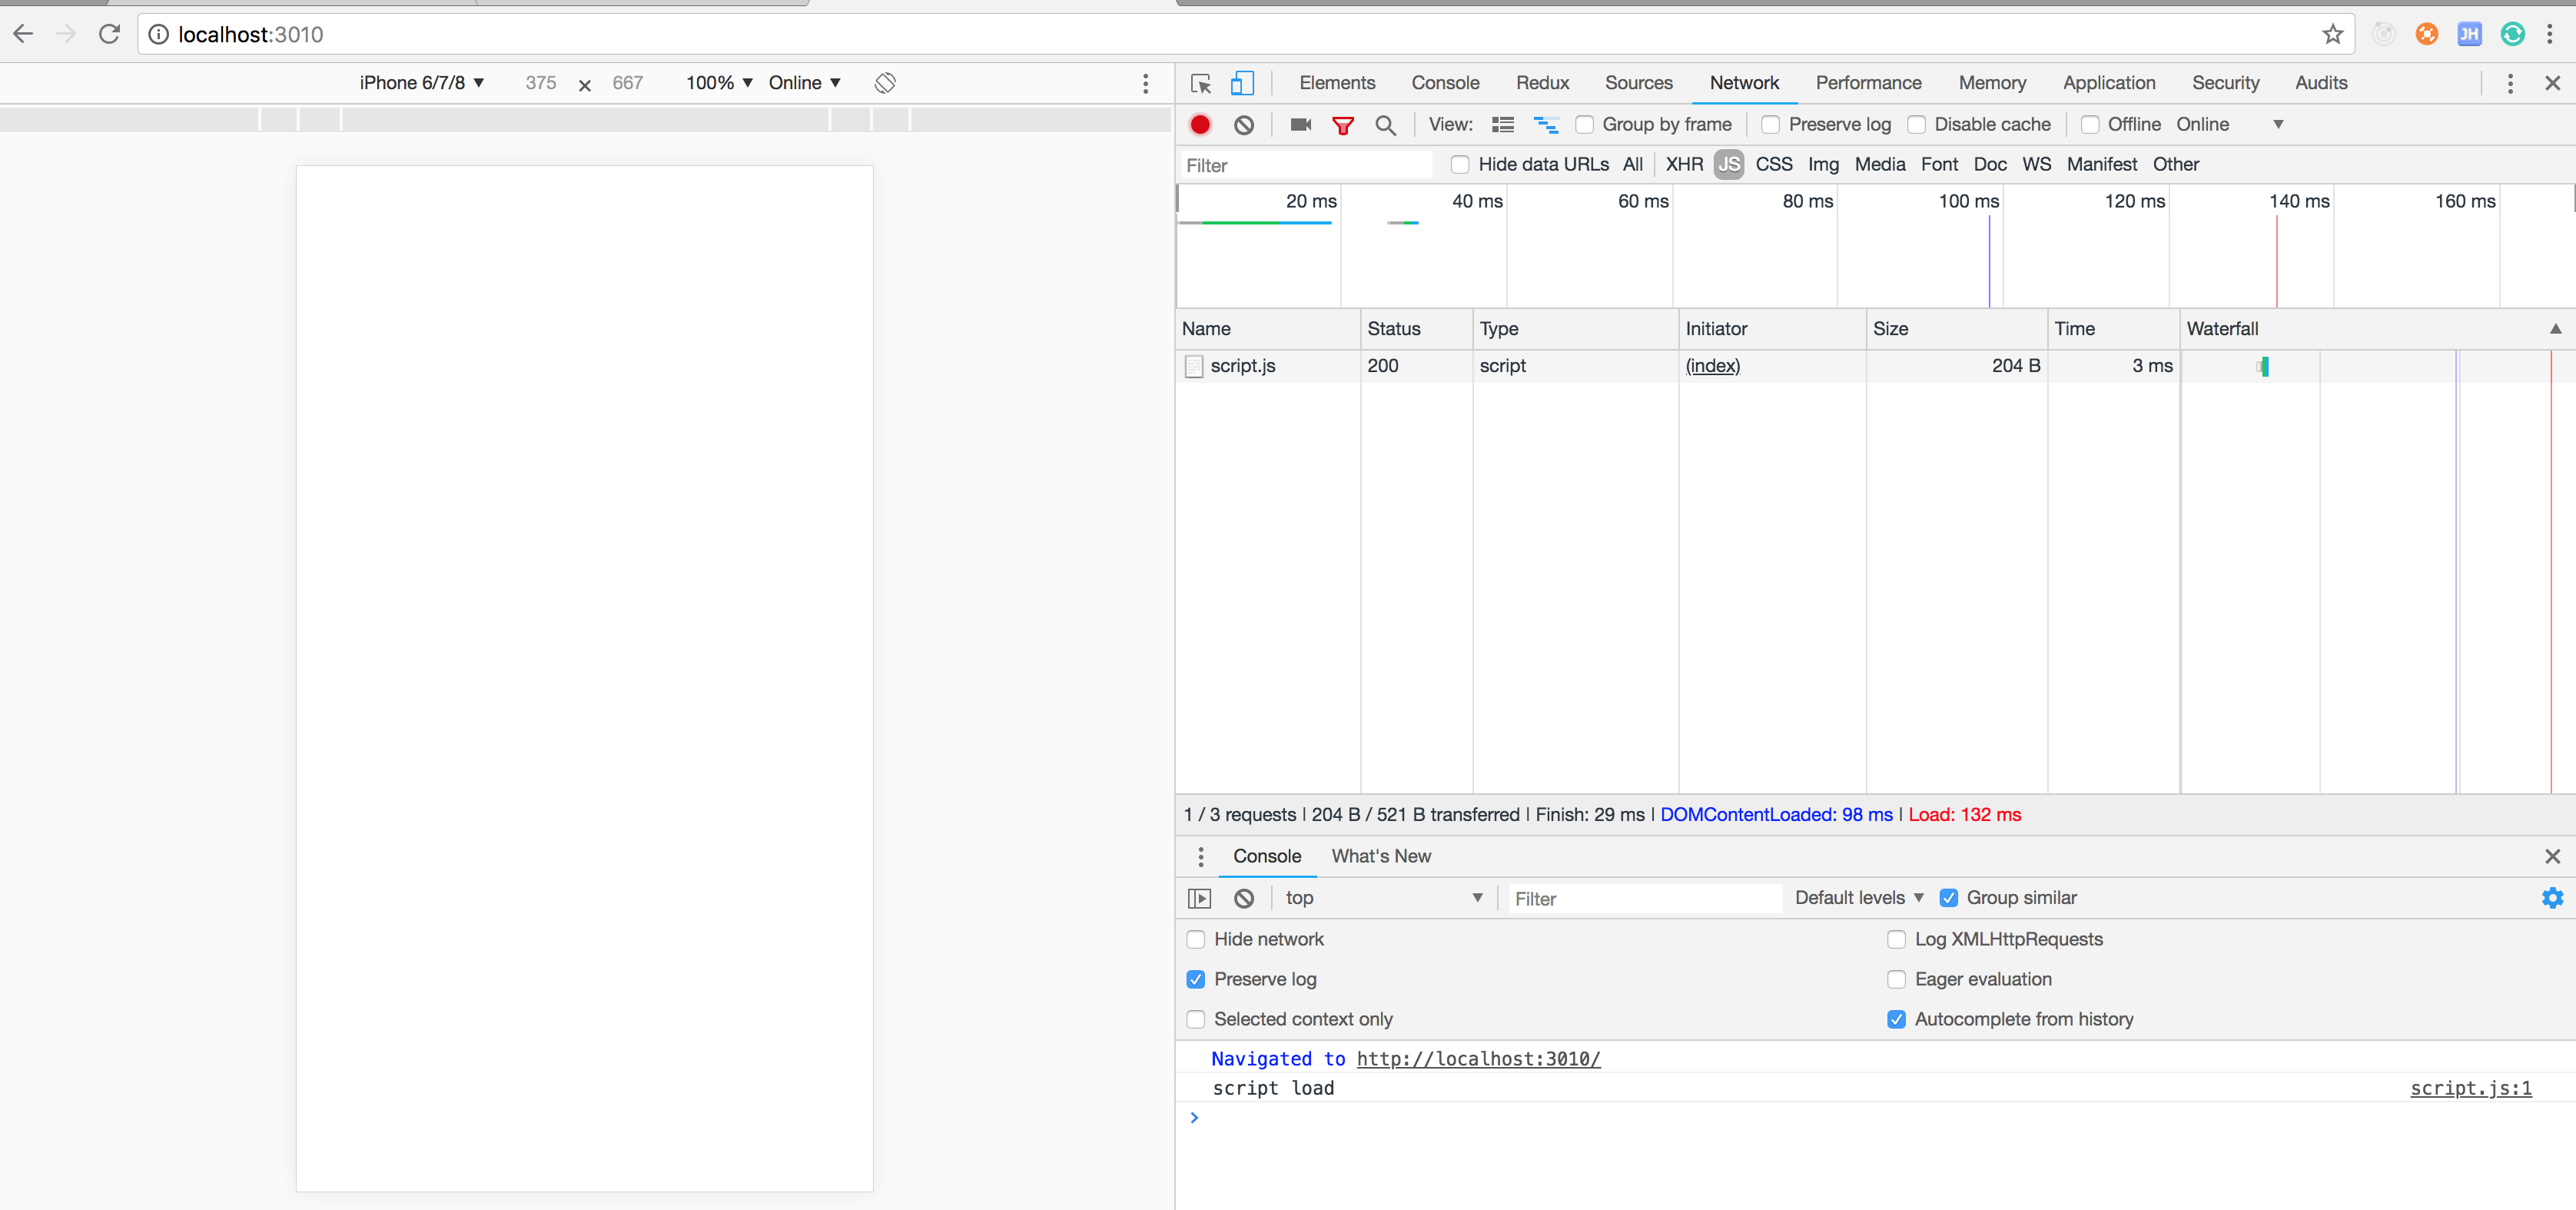 localhost:3010
JH
iPhone 6/7/8 ▼ 375 × 667 100% ▼ Online ▼
Elements Console Redux Sources Network Performance Memory Application Security Audits
View: Group by frame Preserve log Disable cache Offline Online ▼
Filter Hide data URLs All XHR JS CSS Img Media Font Doc WS Manifest Other
20 ms 40 ms 60 ms 80 ms 100 ms 120 ms 140 ms 160 ms
Name Status Type Initiator Size Time Waterfall ▲
script.js 200 script (index) 204 B 3 ms
1 / 3 requests | 204 B / 521 B transferred | Finish: 29 ms | DOMContentLoaded: 98 ms | Load: 132 ms
Console What's New
top ▼ Filter Default levels ▼ Group similar
Hide network Log XMLHttpRequests
Preserve log Eager evaluation
Selected context only Autocomplete from history
Navigated to http://localhost:3010/
script load script.js:1
>